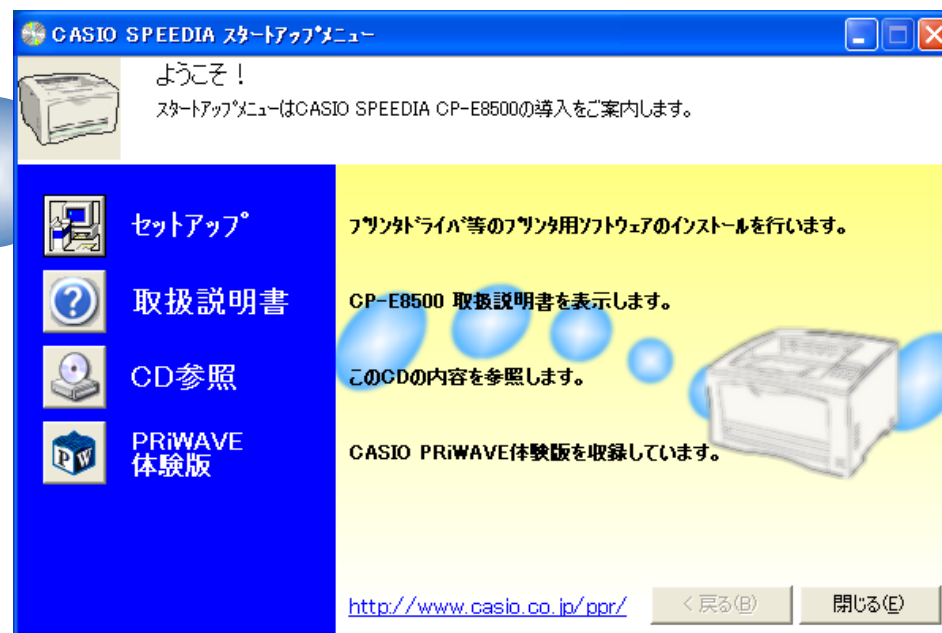 CASIO SPEEDIA ｽﾀｰﾄｱｯﾌﾟﾒﾆｭｰ
ようこそ！
ｽﾀｰﾄｱｯﾌﾟﾒﾆｭｰはCASIO SPEEDIA CP-E8500の導入をご案内します。
セットアップ
ﾌﾟﾘﾝﾀﾄﾞﾗｲﾊﾞ等のﾌﾟﾘﾝﾀ用ｿﾌﾄｳｪｱのｲﾝｽﾄｰﾙを行います。
取扱説明書
CP-E8500 取扱説明書を表示します。
CD参照
このCDの内容を参照します。
PRiWAVE
体験版
CASIO PRiWAVE体験版を収録しています。
PW
http://www.casio.co.jp/ppr/
< 戻る(B)
閉じる(E)